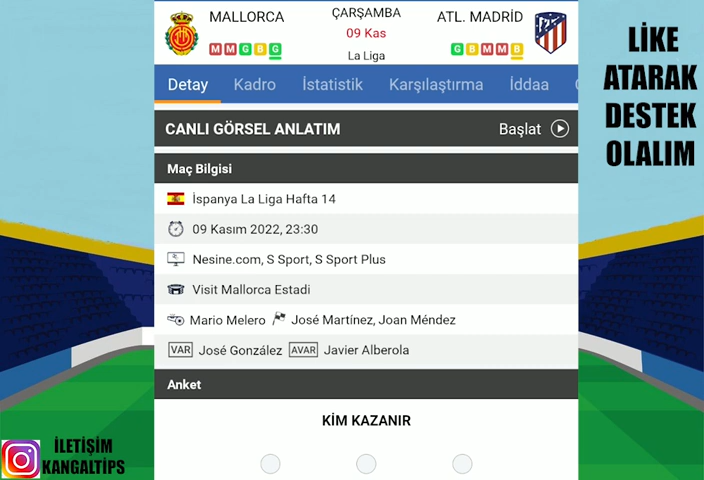 MALLORCA
M M G B G
ÇARŞAMBA
09 Kas
La Liga
ATL. MADRİD
G B M M B
Detay Kadro İstatistik Karşılaştırma İddaa
CANLI GÖRSEL ANLATIM
Başlat
Maç Bilgisi
İspanya La Liga Hafta 14
09 Kasım 2022, 23:30
Nesine.com, S Sport, S Sport Plus
Visit Mallorca Estadi
Mario Melero José Martínez, Joan Méndez
VAR José González AVAR Javier Alberola
Anket
KİM KAZANIR
LİKE
ATARAK
DESTEK
OLALIM
İLETİŞİM
KANGALTİPS